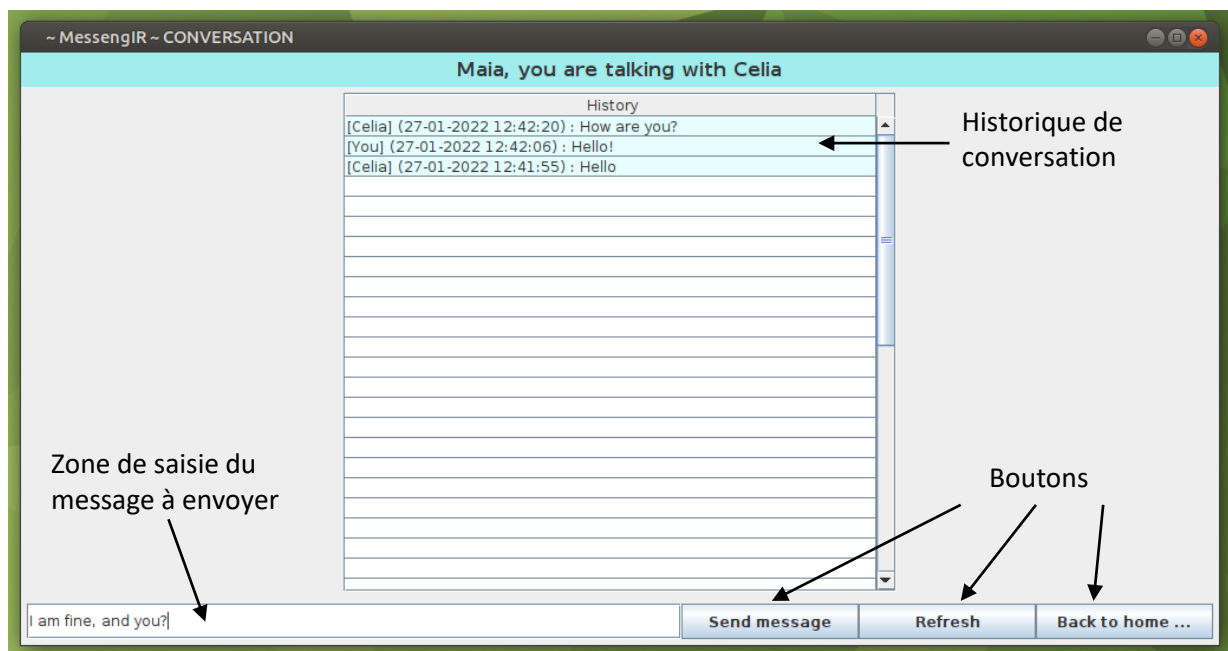 ~ MessengIR ~ CONVERSATION
Maia, you are talking with Celia
History
[Celia] (27-01-2022 12:42:20) : How are you?
[You] (27-01-2022 12:42:06) : Hello!
[Celia] (27-01-2022 12:41:55) : Hello
Historique de
conversation
Zone de saisie du
message à envoyer
Boutons
I am fine, and you?
Send message
Refresh
Back to home ...